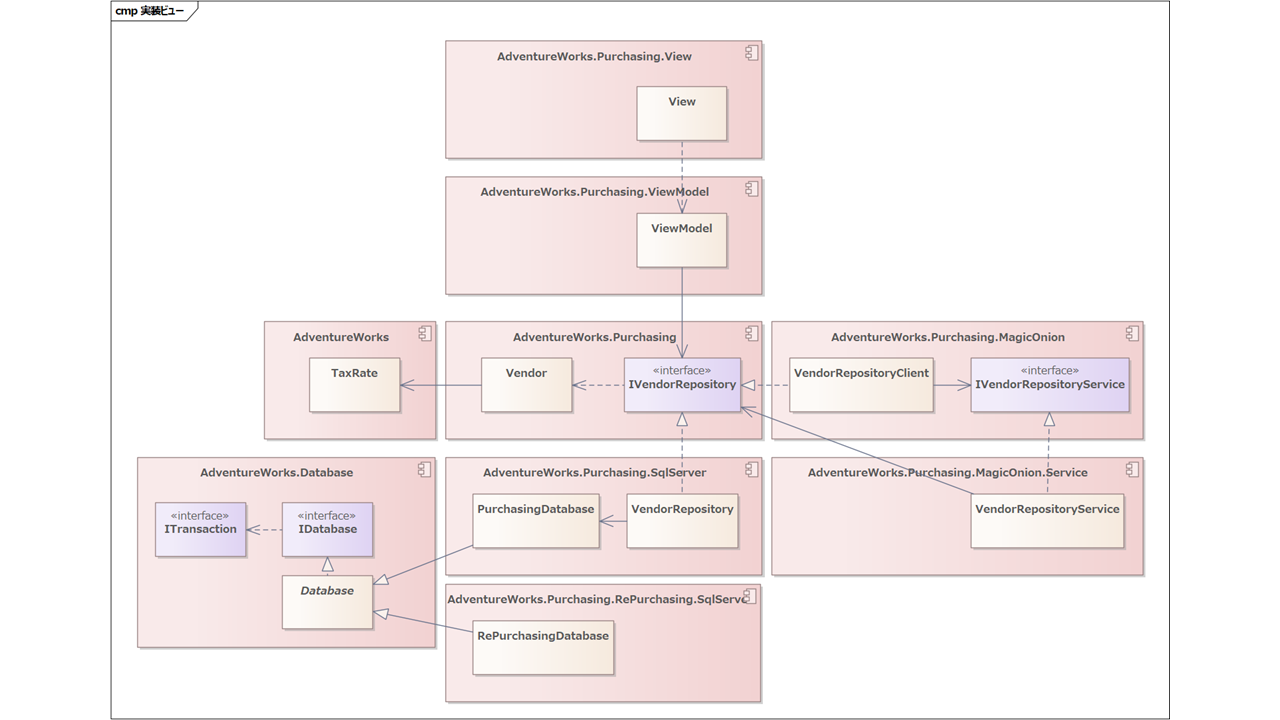 cmp 実装ビュー
AdventureWorks.Purchasing.View
View
AdventureWorks.Purchasing.ViewModel
ViewModel
AdventureWorks
TaxRate
AdventureWorks.Purchasing
Vendor
«interface»
IVendorRepository
AdventureWorks.Purchasing.MagicOnion
VendorRepositoryClient
«interface»
IVendorRepositoryService
AdventureWorks.Database
«interface»
ITransaction
«interface»
IDatabase
Database
AdventureWorks.Purchasing.SqlServer
PurchasingDatabase
VendorRepository
AdventureWorks.Purchasing.MagicOnion.Service
VendorRepositoryService
AdventureWorks.Purchasing.RePurchasing.SqlServe
RePurchasingDatabase